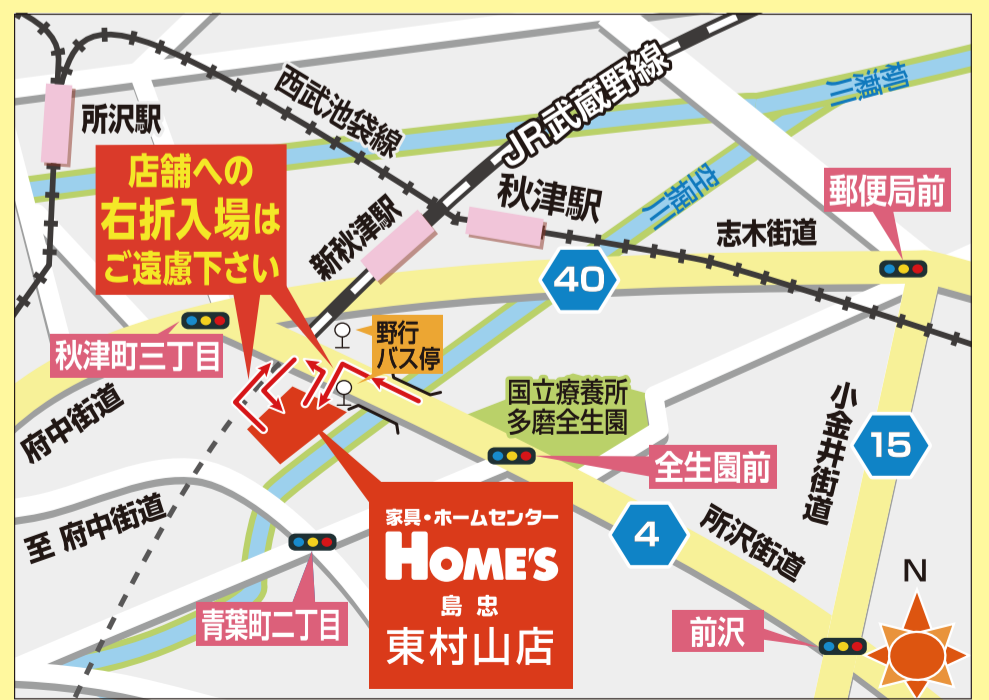 所沢駅
西武池袋線
JR武蔵野線
柳瀬川
店舗への
右折入場は
ご遠慮下さい
新秋津駅
秋津駅
空堀川
郵便局前
志木街道
40
秋津町三丁目
野行
バス停
府中街道
国立療養所
多磨全生園
小金井街道
15
全生園前
至 府中街道
4
所沢街道
家具・ホームセンター
HOME'S
島忠
東村山店
青葉町二丁目
前沢
N